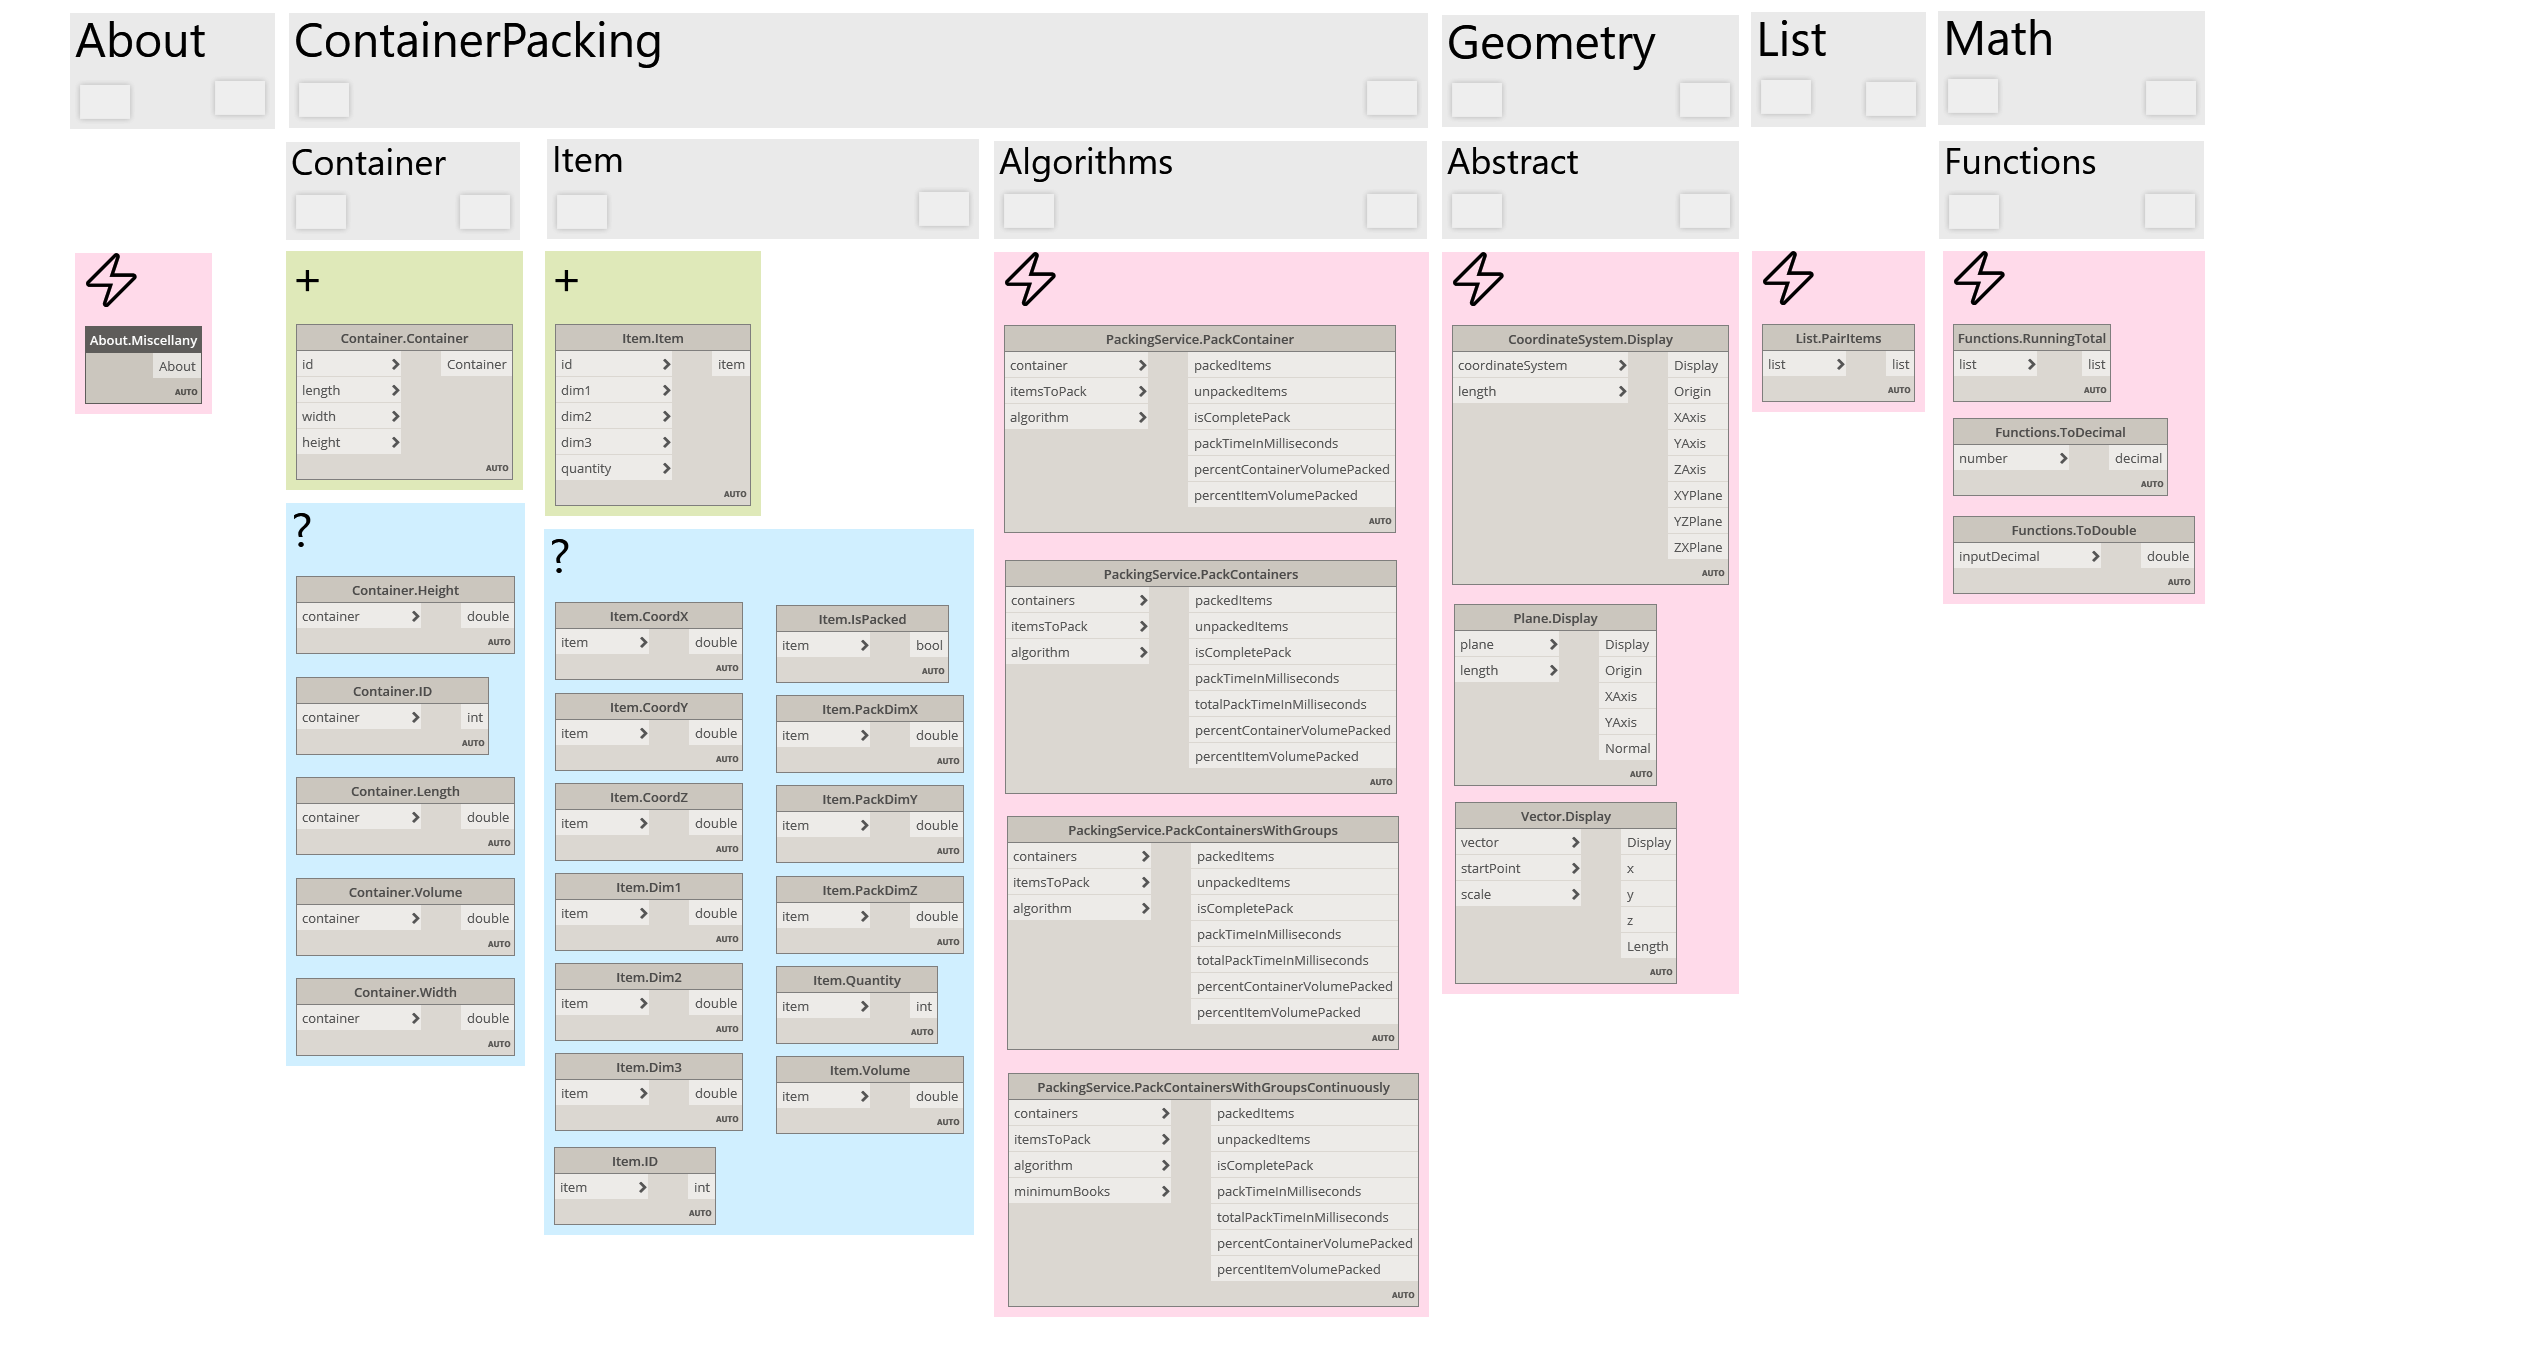 About
ContainerPacking
Geometry
List
Math
Container
Item
Algorithms
Abstract
Functions
About.Miscellany
About
AUTO
+
Container.Container
id
Container
length
width
height
AUTO
?
Container.Height
container
double
AUTO
Container.ID
container
int
AUTO
Container.Length
container
double
AUTO
Container.Volume
container
double
AUTO
Container.Width
container
double
AUTO
+
Item.Item
id
item
dim1
dim2
dim3
quantity
AUTO
?
Item.CoordX
item
double
AUTO
Item.CoordY
item
double
AUTO
Item.CoordZ
item
double
AUTO
Item.Dim1
item
double
AUTO
Item.Dim2
item
double
AUTO
Item.Dim3
item
double
AUTO
Item.ID
item
int
AUTO
Item.IsPacked
item
bool
AUTO
Item.PackDimX
item
double
AUTO
Item.PackDimY
item
double
AUTO
Item.PackDimZ
item
double
AUTO
Item.Quantity
item
int
AUTO
Item.Volume
item
double
AUTO
PackingService.PackContainer
container
packedItems
itemsToPack
unpackedItems
algorithm
isCompletePack
packTimeInMilliseconds
percentContainerVolumePacked
percentItemVolumePacked
AUTO
PackingService.PackContainers
containers
packedItems
itemsToPack
unpackedItems
algorithm
isCompletePack
packTimeInMilliseconds
totalPackTimeInMilliseconds
percentContainerVolumePacked
percentItemVolumePacked
AUTO
PackingService.PackContainersWithGroups
containers
packedItems
itemsToPack
unpackedItems
algorithm
isCompletePack
packTimeInMilliseconds
totalPackTimeInMilliseconds
percentContainerVolumePacked
percentItemVolumePacked
AUTO
PackingService.PackContainersWithGroupsContinuously
containers
packedItems
itemsToPack
unpackedItems
algorithm
isCompletePack
minimumBooks
packTimeInMilliseconds
totalPackTimeInMilliseconds
percentContainerVolumePacked
percentItemVolumePacked
AUTO
CoordinateSystem.Display
coordinateSystem
Display
length
Origin
XAxis
YAxis
ZAxis
XYPlane
YZPlane
ZXPlane
AUTO
Plane.Display
plane
Display
length
Origin
XAxis
YAxis
Normal
AUTO
Vector.Display
vector
Display
startPoint
x
scale
y
z
Length
AUTO
List.PairItems
list
list
AUTO
Functions.RunningTotal
list
list
AUTO
Functions.ToDecimal
number
decimal
AUTO
Functions.ToDouble
inputDecimal
double
AUTO